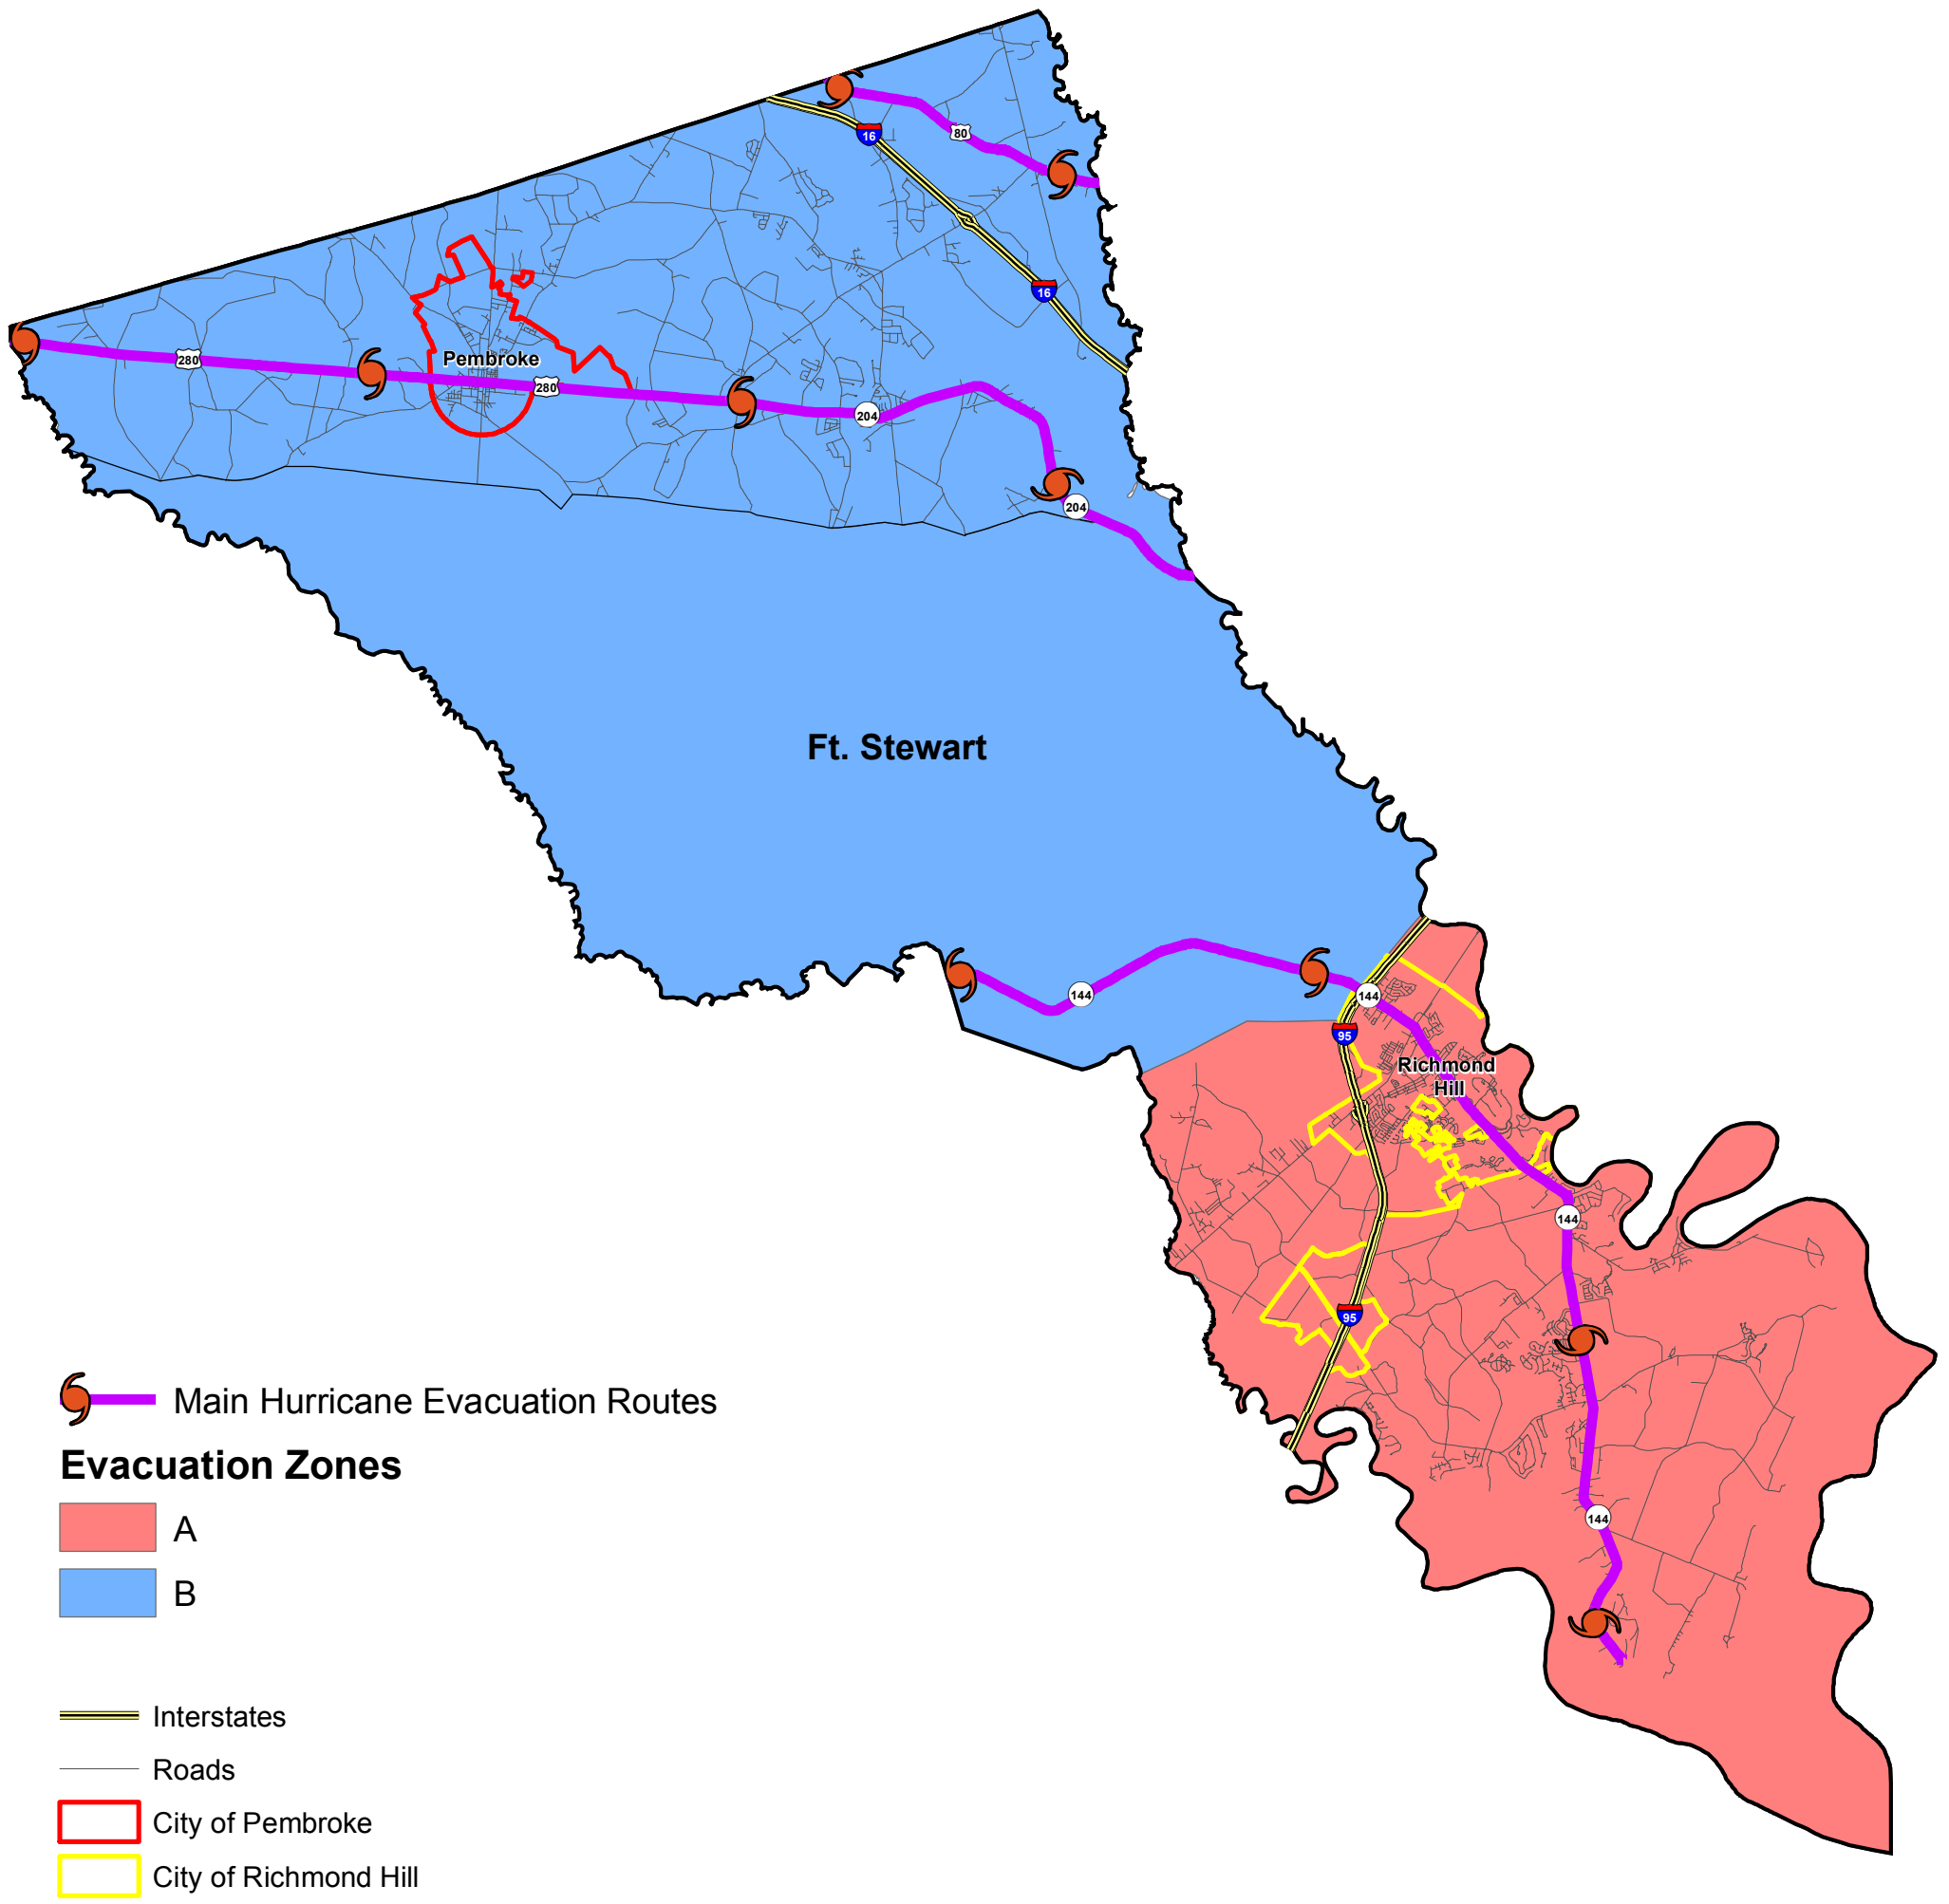 16
80
16
280
Pembroke
280
204
204
Ft. Stewart
144
144
95
Richmond
Hill
144
95
144
Main Hurricane Evacuation Routes
Evacuation Zones
A
B
Interstates
Roads
City of Pembroke
City of Richmond Hill